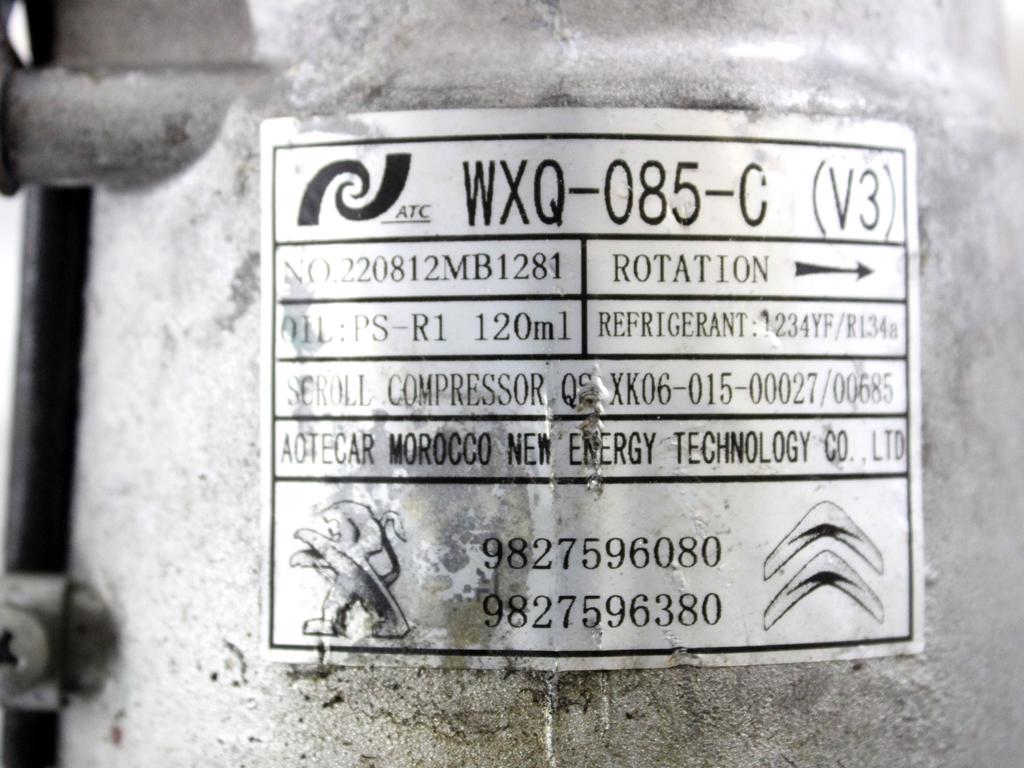 ATC WXQ-085-C (V3)
NO.220812MB1281 ROTATION
OIL:PS-R1 120ml REFRIGERANT:1234YF/R134a
SCROLL COMPRESSOR XK06-015-00027/00685
AOTECAR MOROCCO NEW ENERGY TECHNOLOGY CO.,LTD
9827596080
9827596380